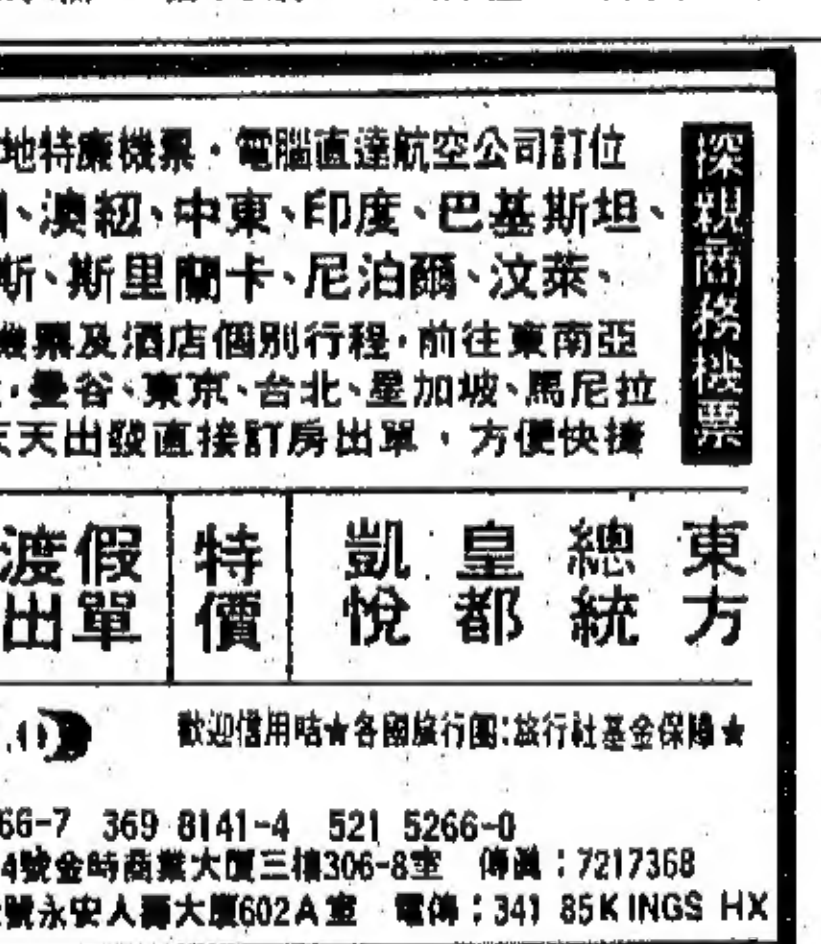 探親商務機票
地特廉機票・電腦直達航空公司訂位
、澳紐、中東、印度、巴基斯坦、
斯、斯里蘭卡、尼泊爾、汶萊、
機票及酒店個別行程,前往東南亞
・曼谷、東京、台北、星加坡、馬尼拉
天天出發直接訂房出單,方便快捷
東方 總統 皇都 凱悅 特價 渡假出單
歡迎信用咭★各國旅行團:旅行社基金保障★
66-7 369 8141-4 521 5266-0
4號金時商業大厦三樓306-8室 傳真:7217368
號永安人壽大廈602A室 電傳:341 85KINGS HX